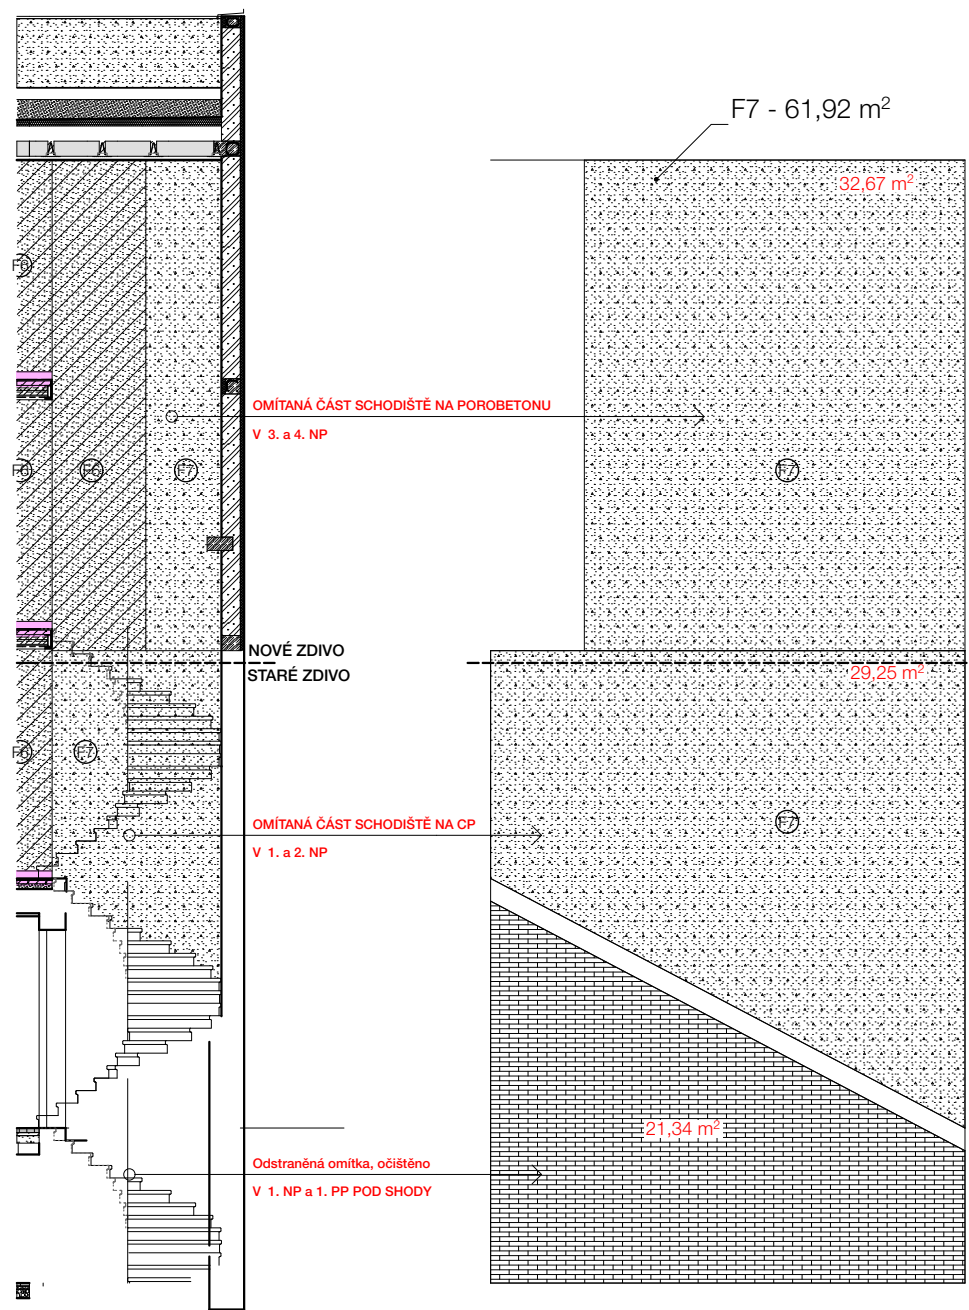 F7 - 61,92 m²
32,67 m²
F8
OMÍTANÁ ČÁST SCHODIŠTĚ NA POROBETONU
V 3. a 4. NP
F6
F6
F7
F7
NOVÉ ZDIVO
STARÉ ZDIVO
29,25 m²
F6
F7
F7
OMÍTANÁ ČÁST SCHODIŠTĚ NA CP
V 1. a 2. NP
21,34 m²
Odstraněná omítka, očištěno
V 1. NP a 1. PP POD SHODY